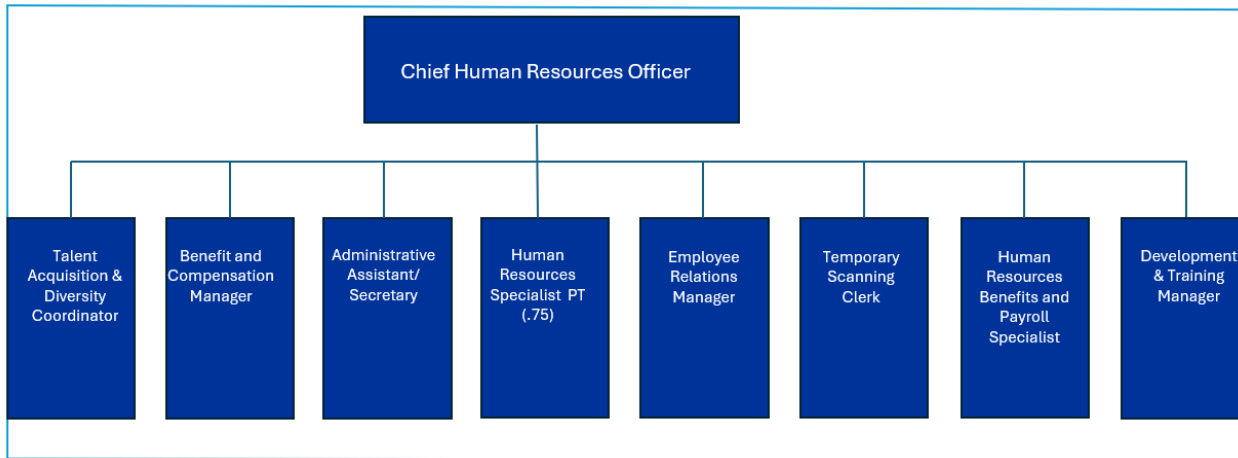 Chief Human Resources Officer
Talent
Acquisition &
Diversity
Coordinator
Benefit and
Compensation
Manager
Administrative
Assistant/
Secretary
Human
Resources
Specialist PT
(.75)
Employee
Relations
Manager
Temporary
Scanning
Clerk
Human
Resources
Benefits and
Payroll
Specialist
Development
& Training
Manager